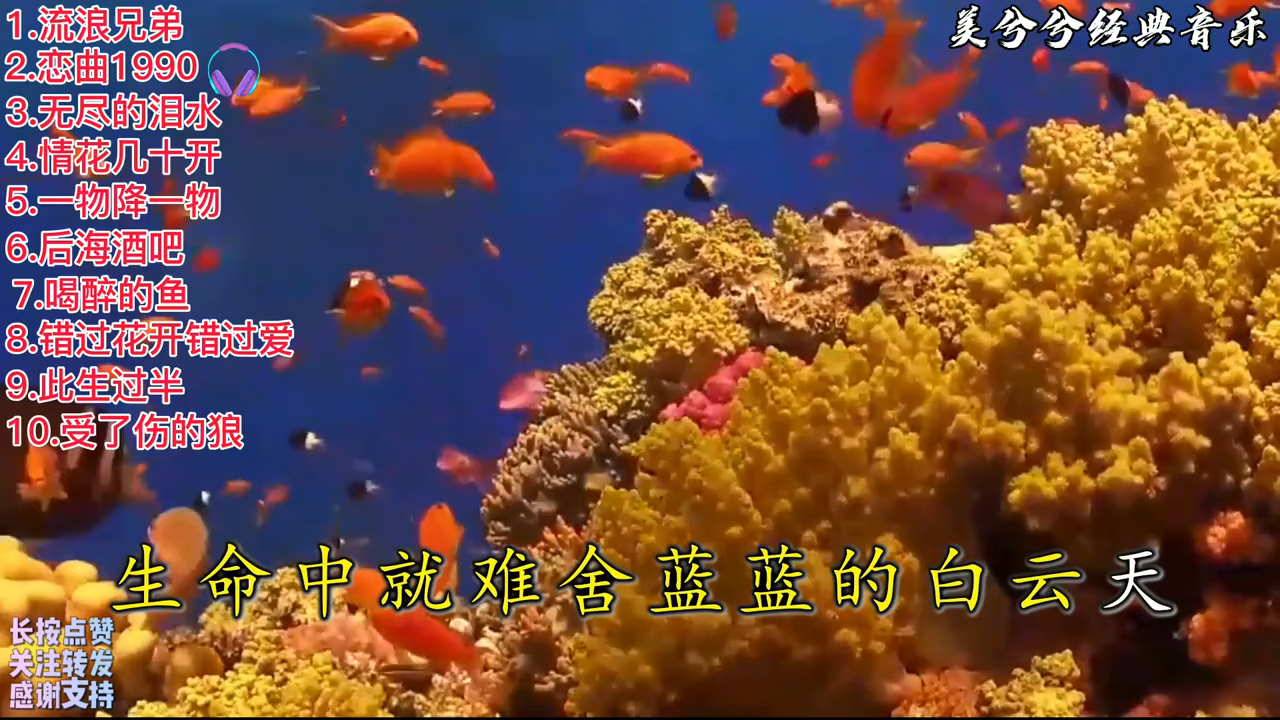 1.流浪兄弟
2.恋曲1990
3.无尽的泪水
4.情花几十开
5.一物降一物
6.后海酒吧
7.喝醉的鱼
8.错过花开错过爱
9.此生过半
10.受了伤的狼
美兮兮经典音乐
生命中就难舍蓝蓝的白云天
长按点赞
关注转发
感谢支持